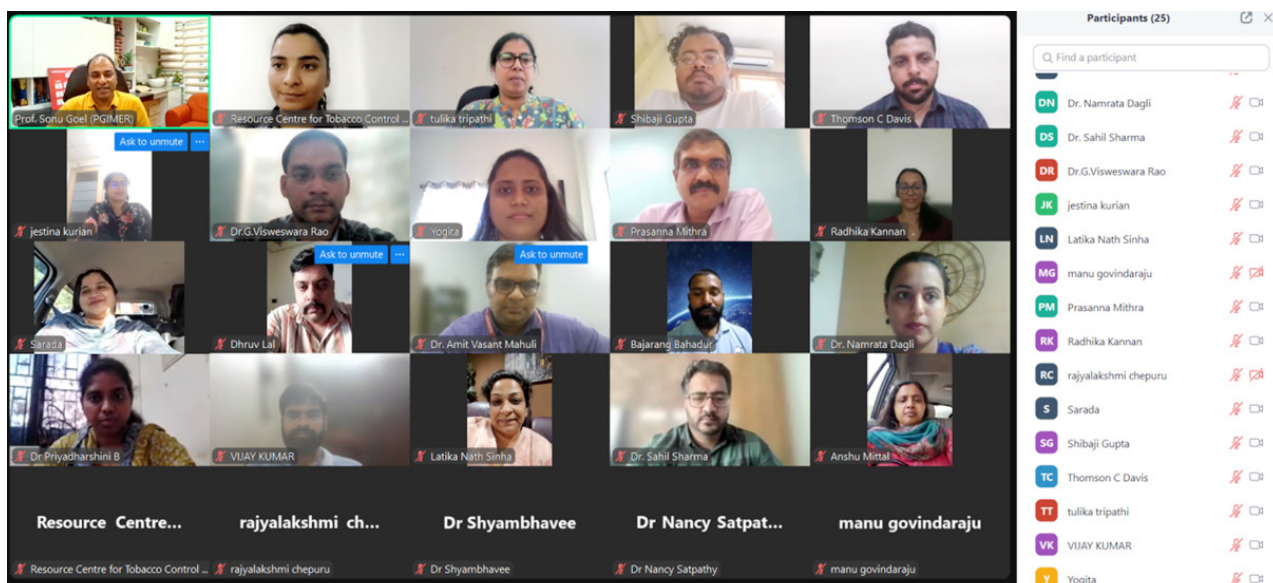 Prof. Sonu Goel (PGIMER)
Resource Centre for Tobacco Control ...
tulika tripathi
Shibaji Gupta
Thomson C Davis
Ask to unmute
...
jestina kurian
Dr.G.Visweswara Rao
Yogita
Prasanna Mithra
Radhika Kannan
Ask to unmute
...
Ask to unmute
Sarada
Dhruv Lal
Dr. Amit Vasant Mahuli
Bajarang Bahadur
Dr. Namrata Dagli
Dr Priyadharshini B
VIJAY KUMAR
Latika Nath Sinha
Dr. Sahil Sharma
Anshu Mittal
Resource Centre...
rajyalakshmi ch...
Dr Shyambhavee
Dr Nancy Satpat...
manu govindaraju
Resource Centre for Tobacco Control ...
rajyalakshmi chepuru
Dr Shyambhavee
Dr Nancy Satpathy
manu govindaraju
Participants (25)
Find a participant
DN Dr. Namrata Dagli
DS Dr. Sahil Sharma
DR Dr.G.Visweswara Rao
JK jestina kurian
LN Latika Nath Sinha
MG manu govindaraju
PM Prasanna Mithra
RK Radhika Kannan
RC rajyalakshmi chepuru
S Sarada
SG Shibaji Gupta
TC Thomson C Davis
TT tulika tripathi
VK VIJAY KUMAR
Y Yogita